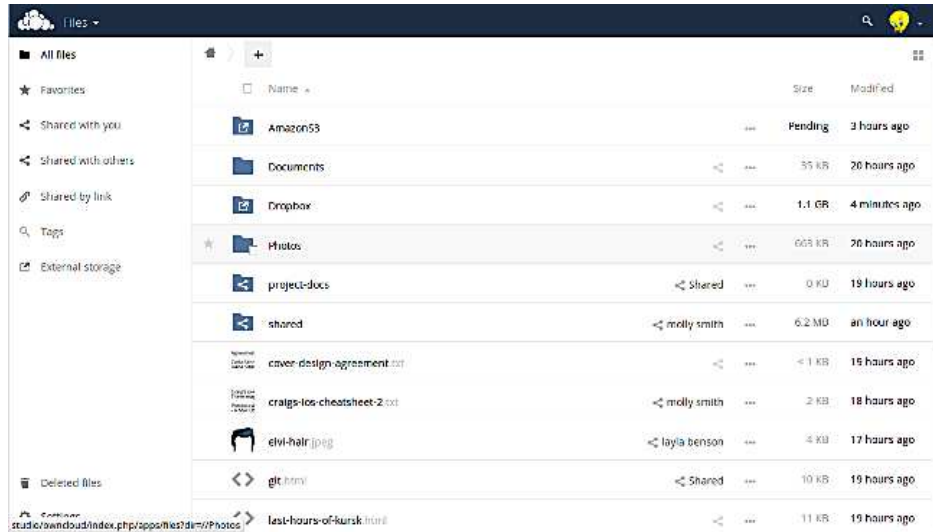 Files
All files
Favorites
Shared with you
Shared with others
Shared by link
Tags
External storage
Deleted files
Settings
studio/owncloud/index.php/apps/files?dir=//Photos
+
Name Size Modified
AmazonS3 ... Pending 3 hours ago
Documents ... 35 KB 20 hours ago
Dropbox ... 1.1 GB 4 minutes ago
Photos ... 663 KB 20 hours ago
project-docs Shared ... 0 KB 19 hours ago
shared molly smith ... 6.2 MB an hour ago
cover-design-agreement.txt ... < 1 KB 19 hours ago
craigs-ios-cheatsheet-2.txt molly smith ... 2 KB 18 hours ago
elvi-hair.jpeg layla benson ... 4 KB 17 hours ago
git.html Shared ... 10 KB 19 hours ago
last-hours-of-kursk.html ... 11 KB 19 hours ago